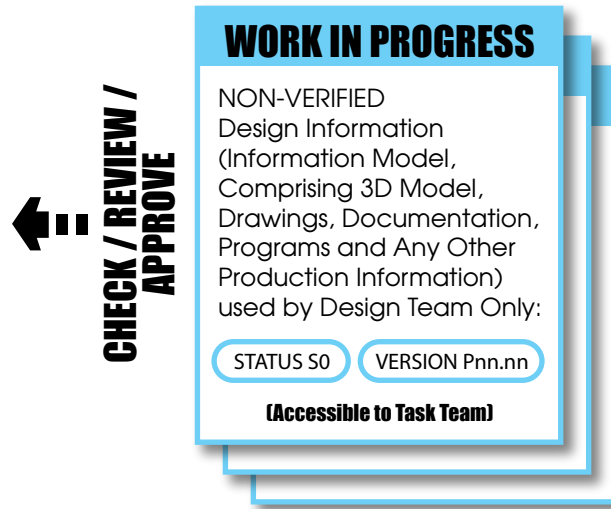 WORK IN PROGRESS
NON-VERIFIED
Design Information
(Information Model,
Comprising 3D Model,
Drawings, Documentation,
Programs and Any Other
Production Information)
used by Design Team Only:
STATUS S0
VERSION Pnn.nn
(Accessible to Task Team)
CHECK / REVIEW /
APPROVE